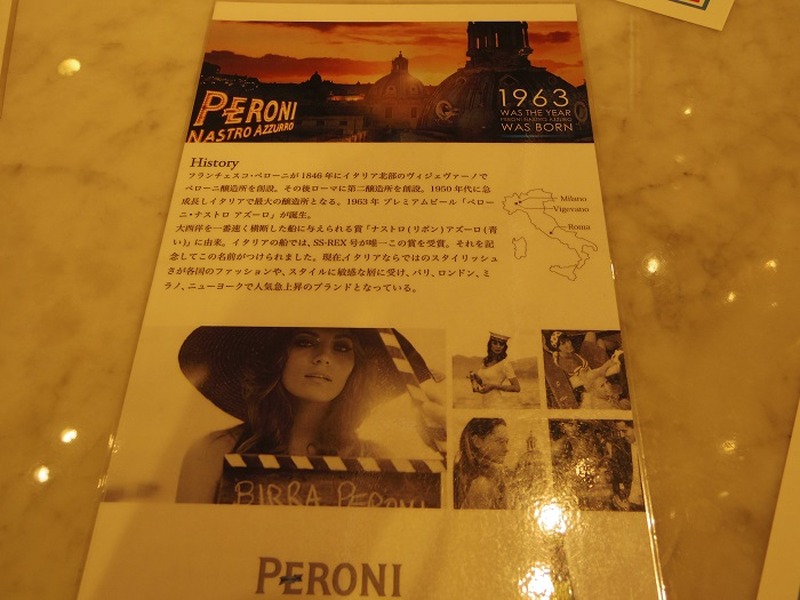 PERONI
NASTRO AZZURRO
1963
WAS THE YEAR
PERONI NASTRO AZZURRO
WAS BORN
History
フランチェスコ・ペローニが1846年にイタリア北部のヴィジェヴァーノで
ペローニ醸造所を創設。その後ローマに第二醸造所を創設。1950年代に急
成長しイタリアで最大の醸造所となる。1963年 プレミアムビール「ペロー
ニ・ナストロ アズーロ」が誕生。
大西洋を一番速く横断した船に与えられる賞「ナストロ(リボン)アズーロ(青
い)」に由来。イタリアの船では、SS-REX号が唯一この賞を受賞。それを記
念してこの名前がつけられました。現在、イタリアならではのスタイリッシュ
さが各国のファッションや、スタイルに敏感な層に受け、パリ、ロンドン、ミ
ラノ、ニューヨークで人気急上昇のブランドとなっている。
Milano
Vigevano
Roma
BIRRA PERONI
PERONI